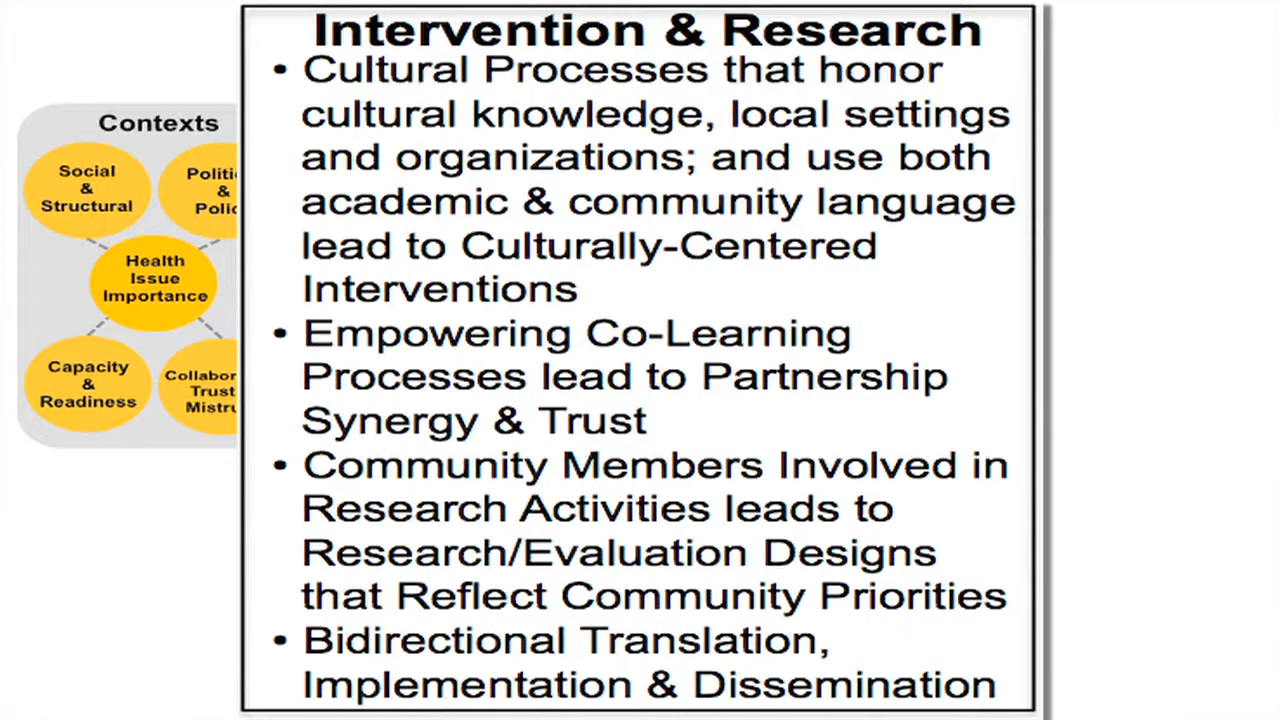 Contexts
Social
&
Structural
&
Health
Issue
Importance
Capacity
&
Readiness
Trust
Intervention & Research
• Cultural Processes that honor
cultural knowledge, local settings
and organizations; and use both
academic & community language
lead to Culturally-Centered
Interventions
• Empowering Co-Learning
Processes lead to Partnership
Synergy & Trust
• Community Members Involved in
Research Activities leads to
Research/Evaluation Designs
that Reflect Community Priorities
• Bidirectional Translation,
Implementation & Dissemination